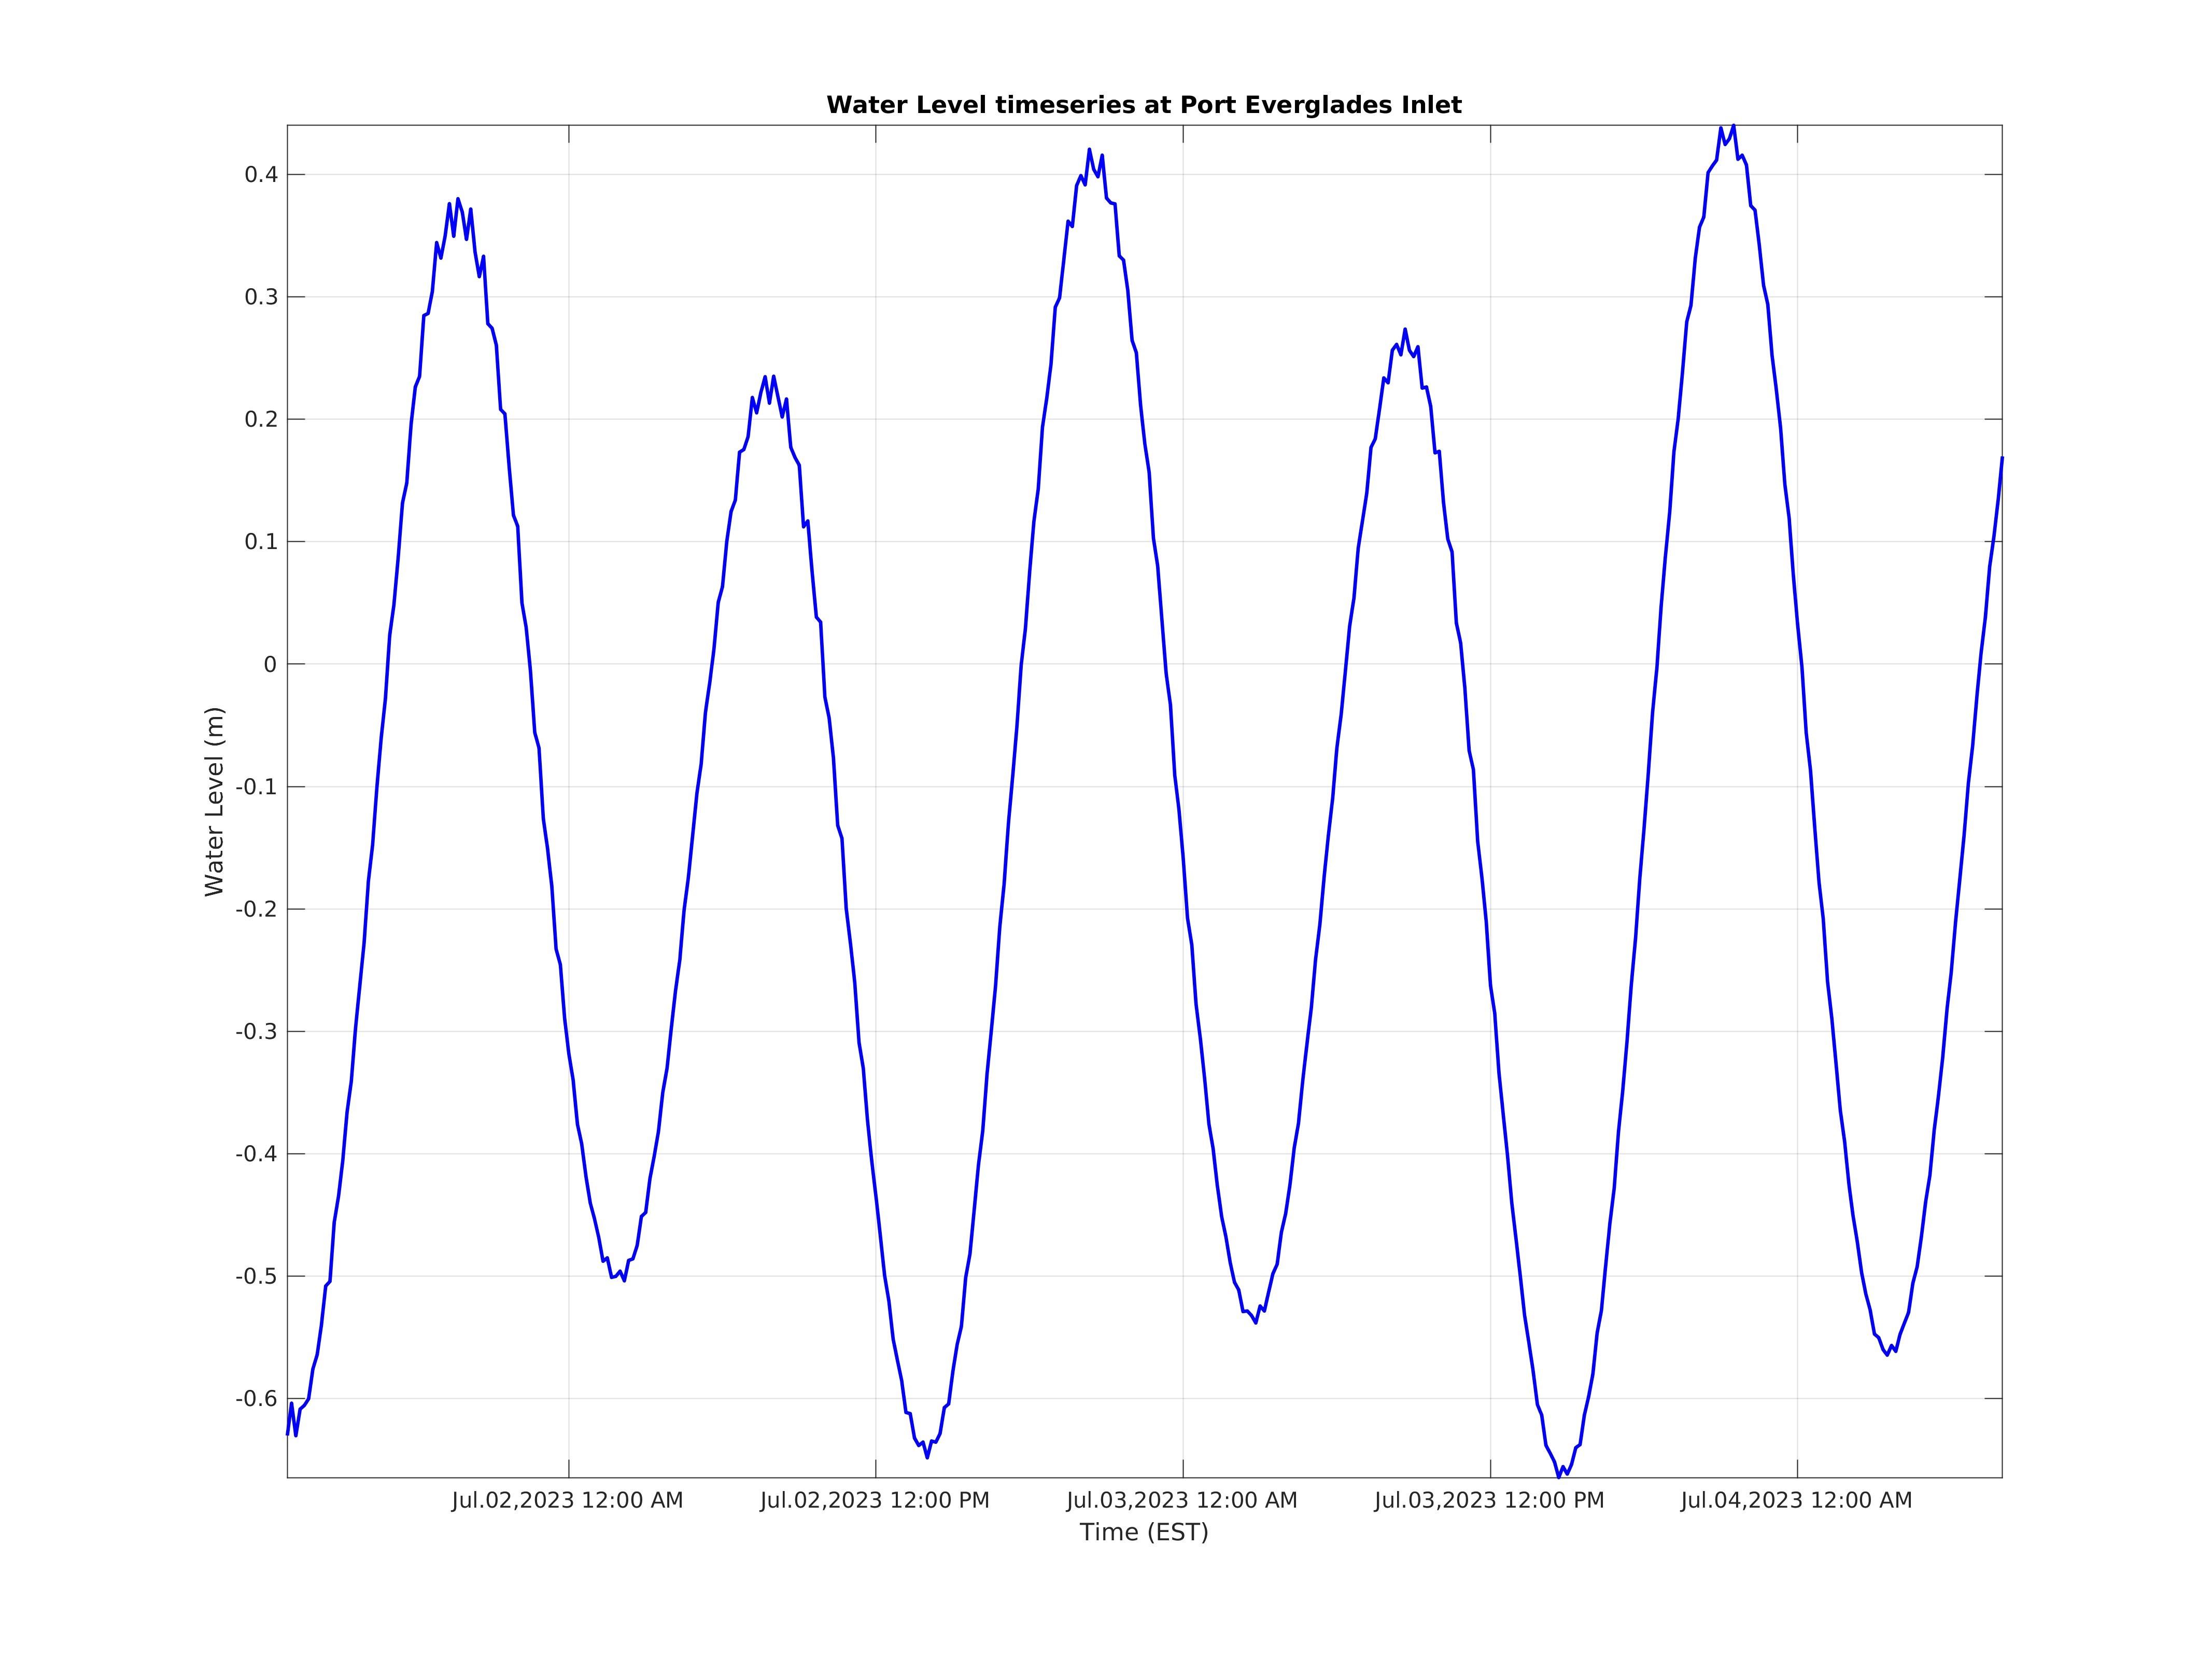 Water Level timeseries at Port Everglades Inlet
0.4
0.3
0.2
0.1
0
-0.1
-0.2
-0.3
-0.4
-0.5
-0.6
Water Level (m)
Jul.02,2023 12:00 AM
Jul.02,2023 12:00 PM
Jul.03,2023 12:00 AM
Jul.03,2023 12:00 PM
Jul.04,2023 12:00 AM
Time (EST)